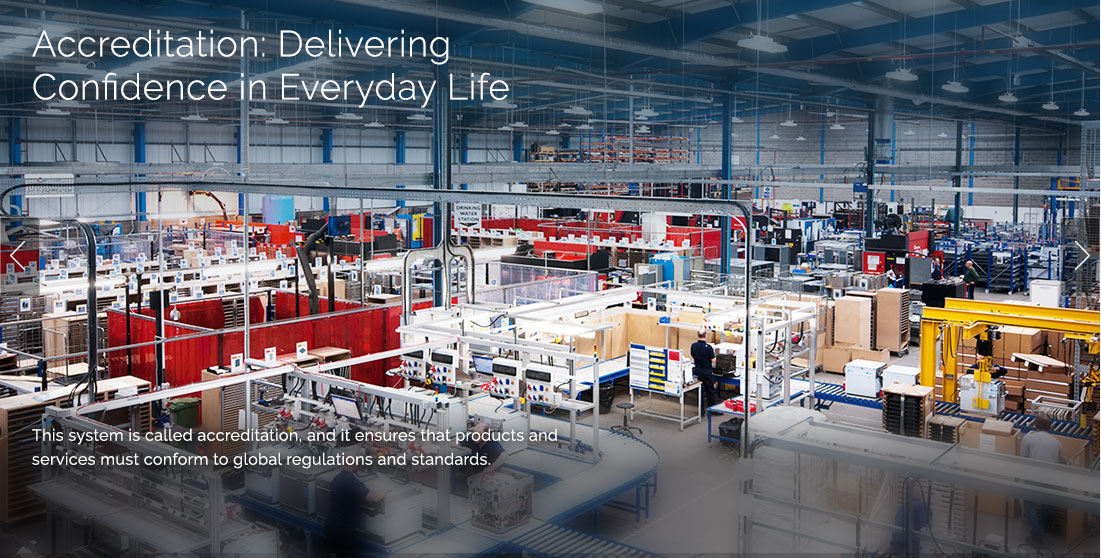 Accreditation: Delivering
Confidence in Everyday Life
DRINKING
WATER
STATION
This system is called accreditation, and it ensures that products and
services must conform to global regulations and standards.